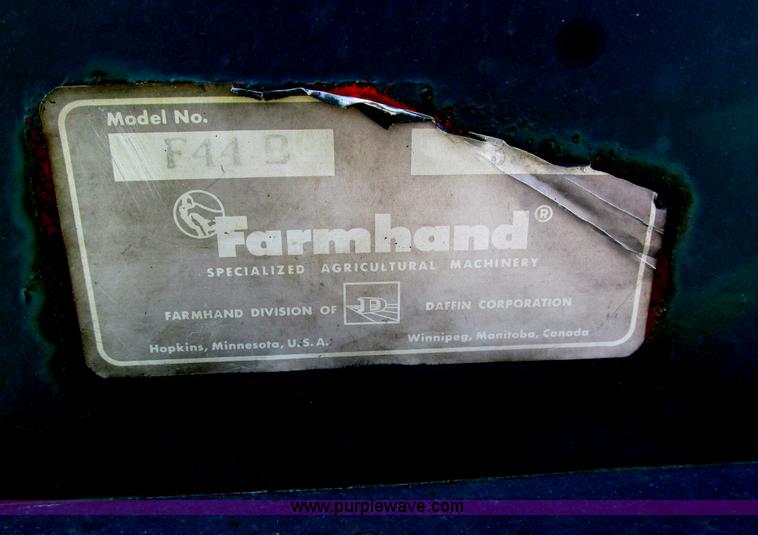 Model No.
F44-B
Farmhand®
SPECIALIZED AGRICULTURAL MACHINERY
FARMHAND DIVISION OF D DAFFIN CORPORATION
Hopkins, Minnesota, U.S.A. Winnipeg, Manitoba, Canada
www.purplewave.com